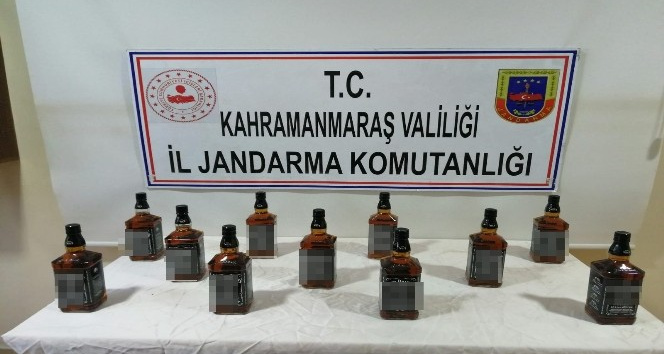 T.C.
KAHRAMANMARAŞ VALİLİĞİ
İL JANDARMA KOMUTANLIĞI